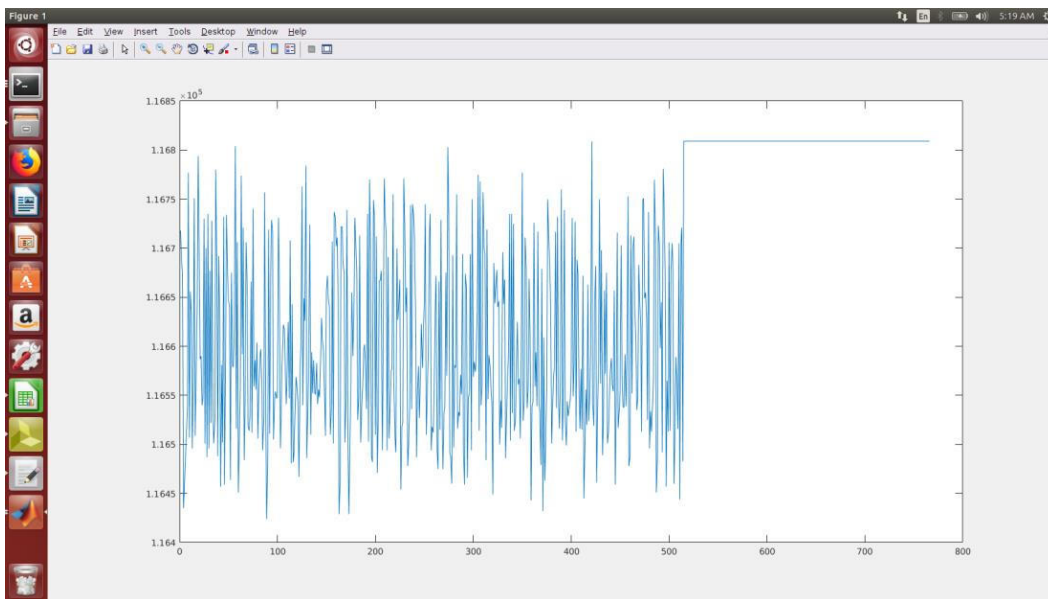 Figure 1
En
5:19 AM
File Edit View Insert Tools Desktop Window Help
×10^5
1.1685
1.168
1.1675
1.167
1.1665
1.166
1.1655
1.165
1.1645
1.164
0 100 200 300 400 500 600 700 800